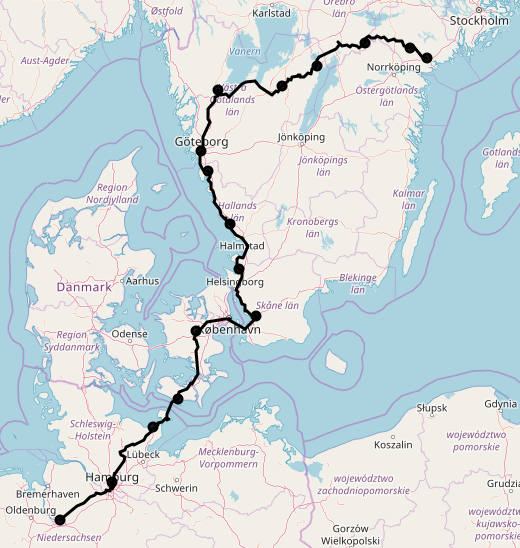 Örebro
län
Karlstad
Østfold
Stockholm
Vänern
Aust-Agder
Norrköping
Östergötlands
län
Västra
Götalands
län
Göteborg
Jönköping
Gotlands
län
Jönköpings
län
Region
Nordjylland
Kalmar
län
Hallands
län
Kronobergs
län
Halmstad
Danmark
Aarhus
Helsingborg
Blekinge
län
Skåne län
Region
Syddanmark
Odense
København
Słupsk
Gdynia
Schleswig-
Holstein
Koszalin
województwo
pomorskie
Lübeck
Mecklenburg-
Vorpommern
Hamburg
Schwerin
województwo
zachodniopomorskie
Grudzią
Bremerhaven
Oldenburg
Gorzów
Wielkopolski
województwo
kujawsko-
pomorskie
Niedersachsen